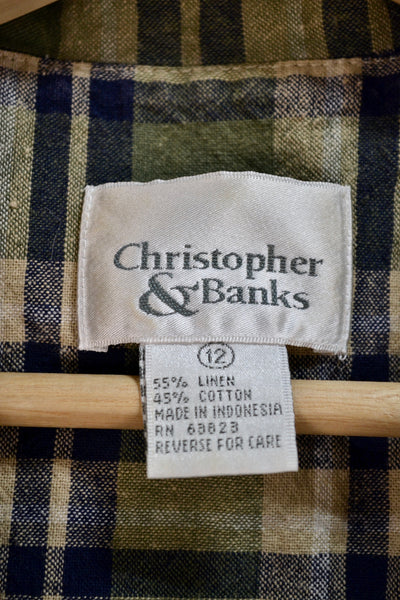 Christopher
& Banks
12
55% LINEN
45% COTTON
MADE IN INDONESIA
RN 63823
REVERSE FOR CARE